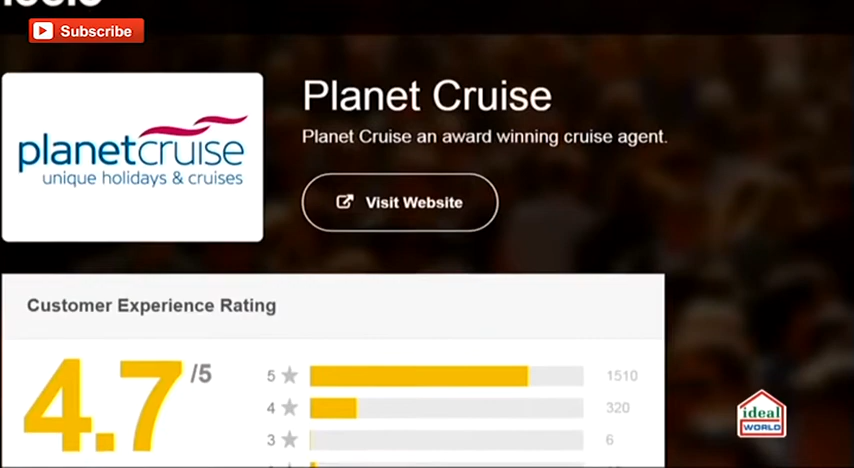 Subscribe
Planet Cruise
planetcruise
unique holidays & cruises
Planet Cruise an award winning cruise agent.
Visit Website
Customer Experience Rating
4.7 /5
5 1510
4 320
3 6
ideal
WORLD